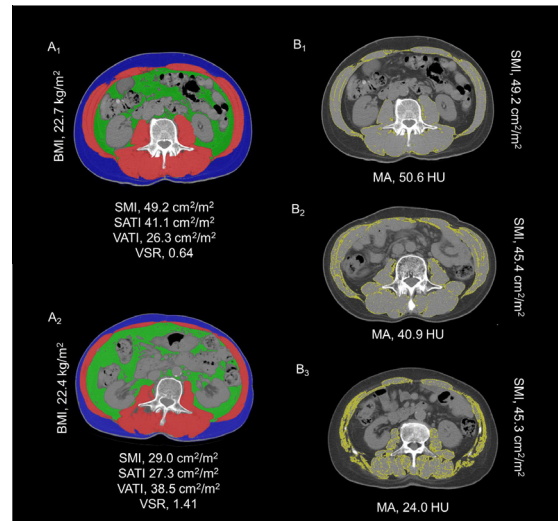 A1
BMI, 22.7 kg/m²
SMI, 49.2 cm²/m²
SATI 41.1 cm²/m²
VATI, 26.3 cm²/m²
VSR, 0.64
A2
BMI, 22.4 kg/m²
SMI, 29.0 cm²/m²
SATI 27.3 cm²/m²
VATI, 38.5 cm²/m²
VSR, 1.41
B1
SMI, 49.2 cm²/m²
MA, 50.6 HU
B2
SMI, 45.4 cm²/m²
MA, 40.9 HU
B3
SMI, 45.3 cm²/m²
MA, 24.0 HU